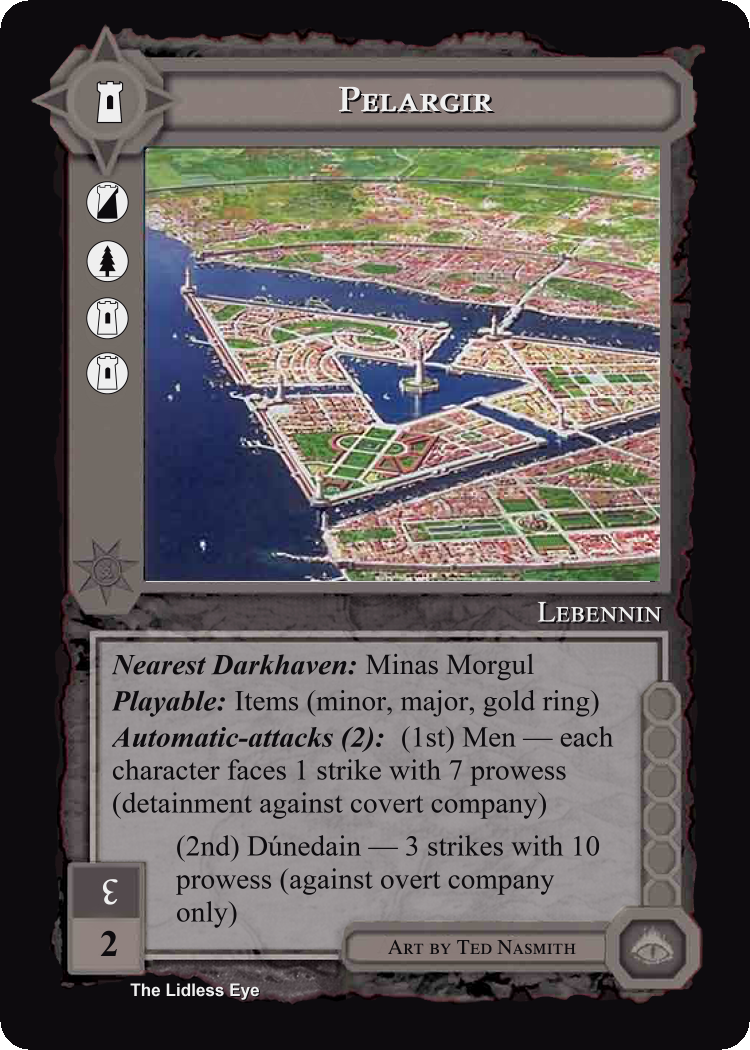 PELARGIR
LEBENNIN
Nearest Darkhaven: Minas Morgul
Playable: Items (minor, major, gold ring)
Automatic-attacks (2): (1st) Men — each
character faces 1 strike with 7 prowess
(detainment against covert company)
(2nd) Dúnedain — 3 strikes with 10
prowess (against overt company
only)
2
ART BY TED NASMITH
The Lidless Eye